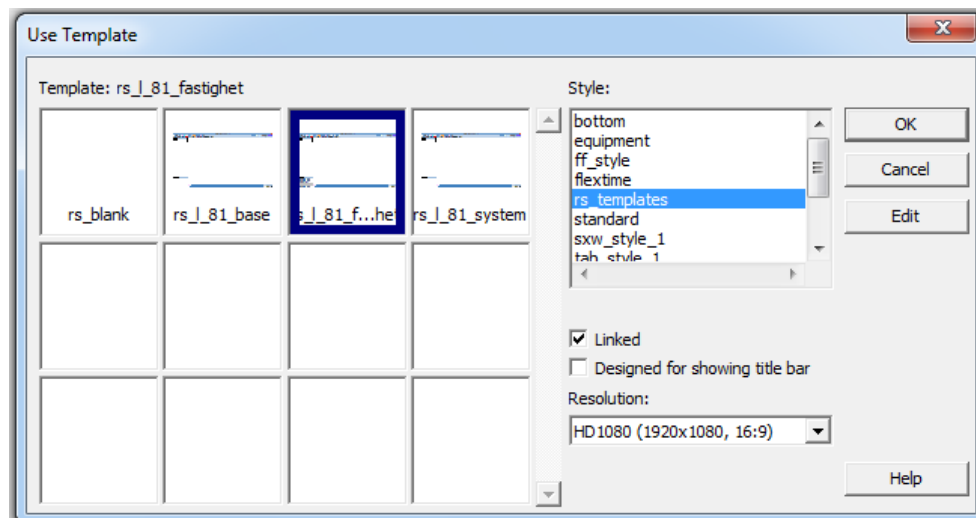 Use Template
Template: rs_l_81_fastighet
rs_blank
rs_l_81_base
s_l_81_f...het
rs_l_81_system
Style:
bottom
equipment
ff_style
flextime
rs_templates
standard
sxw_style_1
tab_style_1
Linked
Designed for showing title bar
Resolution:
HD1080 (1920x1080, 16:9)
OK
Cancel
Edit
Help